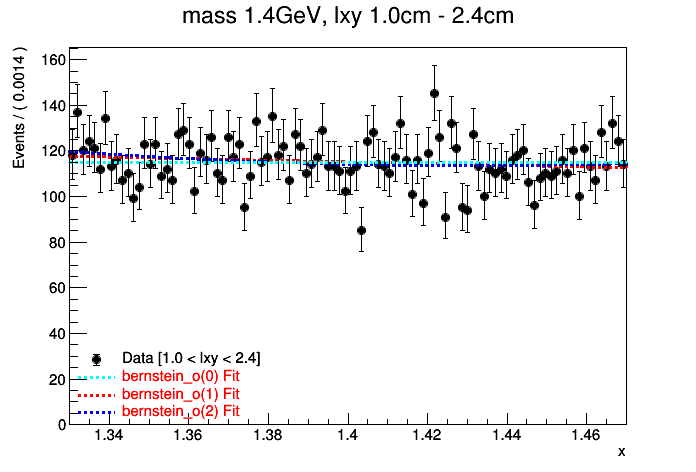 mass 1.4GeV, lxy 1.0cm - 2.4cm
Events / ( 0.0014 )
160
140
120
100
80
60
40
20
0
Data [1.0 < lxy < 2.4]
bernstein_o(0) Fit
bernstein_o(1) Fit
bernstein_o(2) Fit
1.34 1.36 1.38 1.4 1.42 1.44 1.46
x